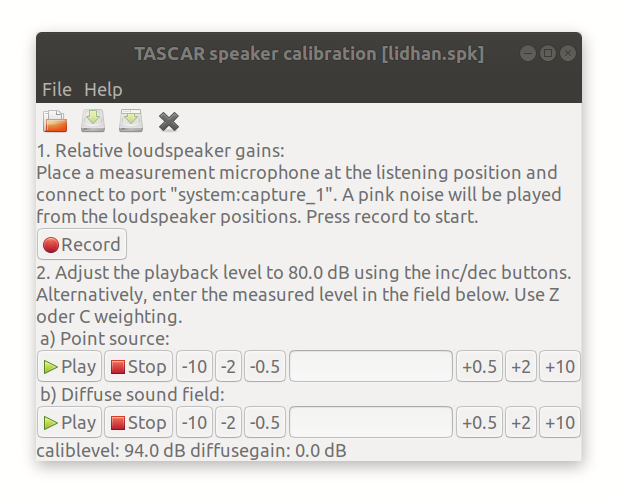 TASCAR speaker calibration [lidhan.spk]
File Help
1. Relative loudspeaker gains:
Place a measurement microphone at the listening position and
connect to port "system:capture_1". A pink noise will be played
from the loudspeaker positions. Press record to start.
Record
2. Adjust the playback level to 80.0 dB using the inc/dec buttons.
Alternatively, enter the measured level in the field below. Use Z
oder C weighting.
a) Point source:
Play Stop -10 -2 -0.5 +0.5 +2 +10
b) Diffuse sound field:
Play Stop -10 -2 -0.5 +0.5 +2 +10
caliblevel: 94.0 dB diffusegain: 0.0 dB